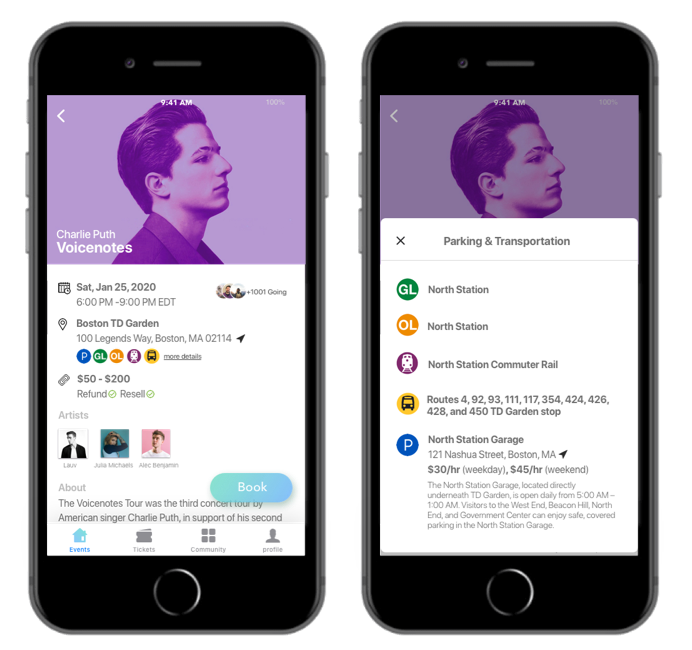 9:41 AM
100%
Charlie Puth
Voicenotes
Sat, Jan 25, 2020
6:00 PM -9:00 PM EDT
+1001 Going
Boston TD Garden
100 Legends Way, Boston, MA 02114
P GL OL more details
$50 - $200
Refund Resell
Artists
Lauv
Julia Michaels
Alec Benjamin
About
Book
The Voicenotes Tour was the third concert tour by
American singer Charlie Puth, in support of his second
Events
Tickets
Community
profile
9:41 AM
100%
Parking & Transportation
GL North Station
OL North Station
North Station Commuter Rail
Routes 4, 92, 93, 111, 117, 354, 424, 426,
428, and 450 TD Garden stop
P North Station Garage
121 Nashua Street, Boston, MA
$30/hr (weekday), $45/hr (weekend)
The North Station Garage, located directly
underneath TD Garden, is open daily from 5:00 AM –
1:00 AM. Visitors to the West End, Beacon Hill, North
End, and Government Center can enjoy safe, covered
parking in the North Station Garage.